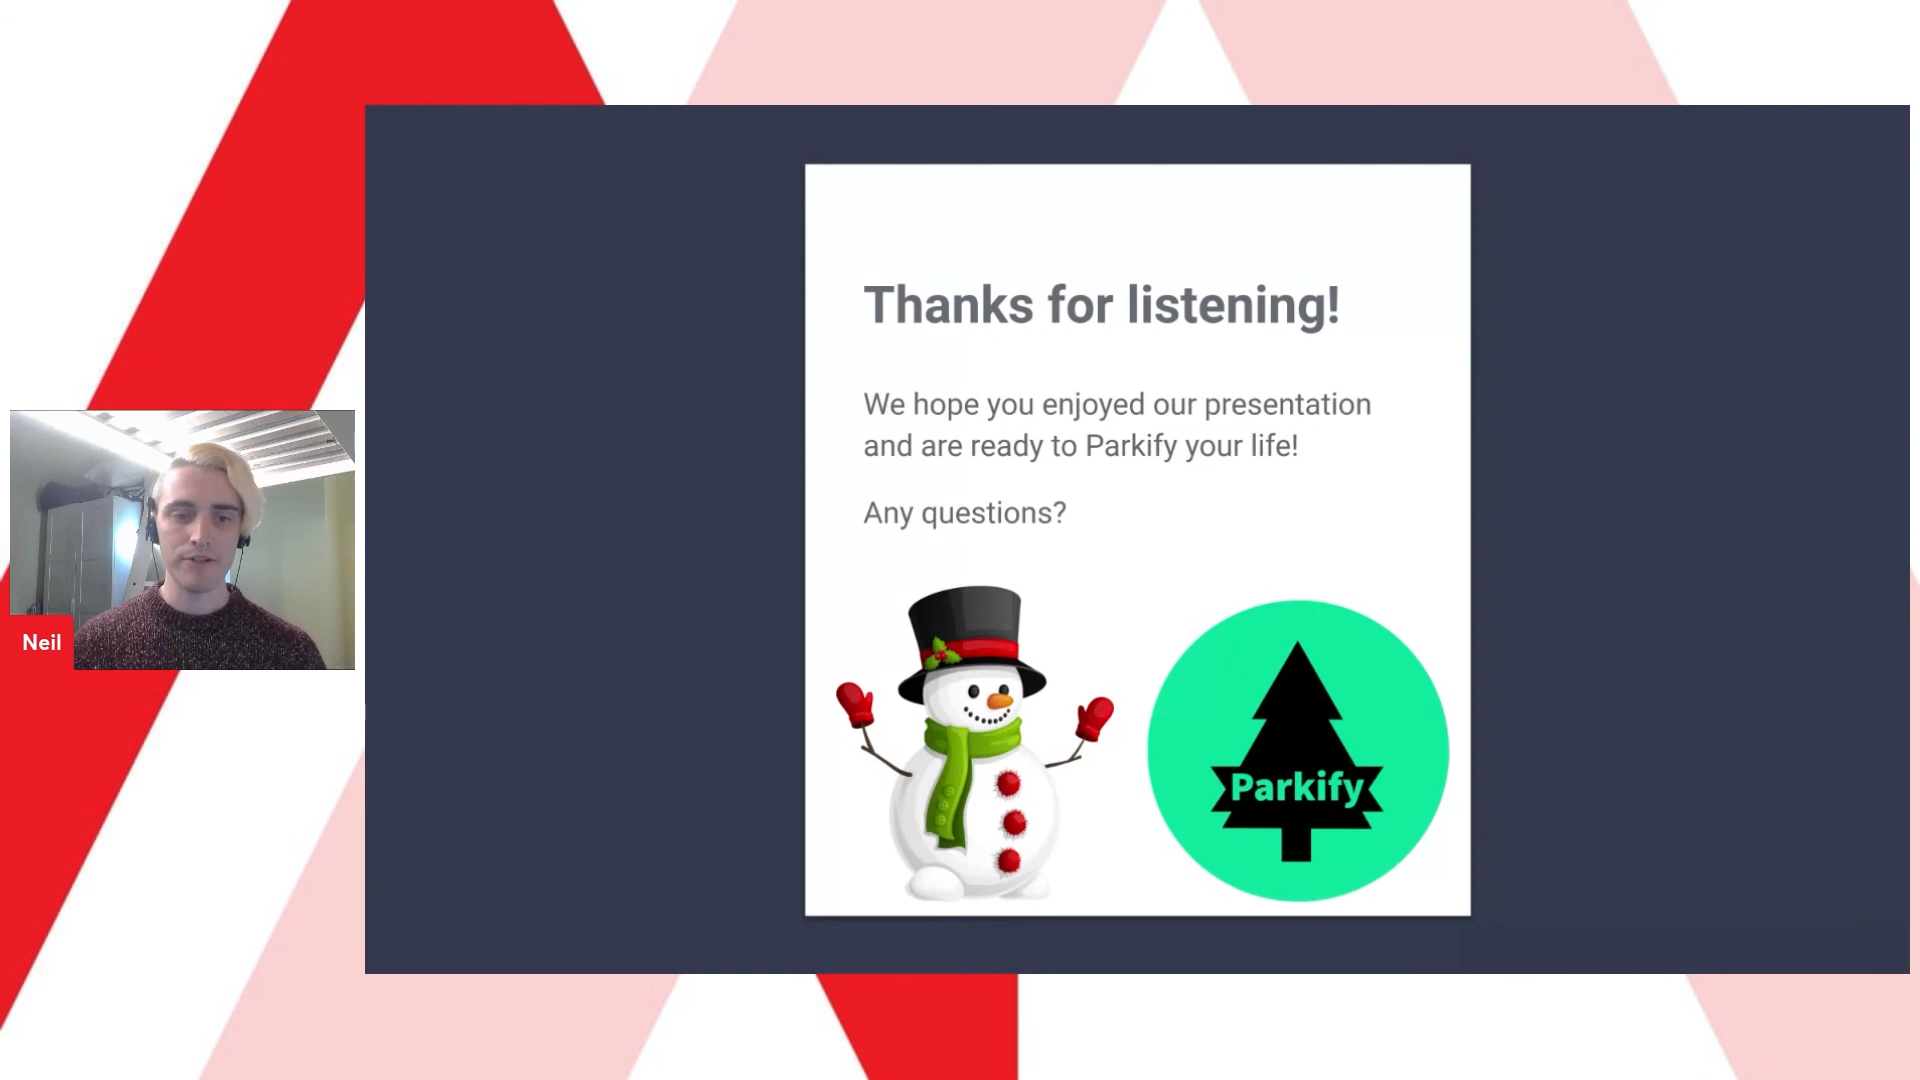 Thanks for listening!
We hope you enjoyed our presentation
and are ready to Parkify your life!
Any questions?
Neil
Parkify